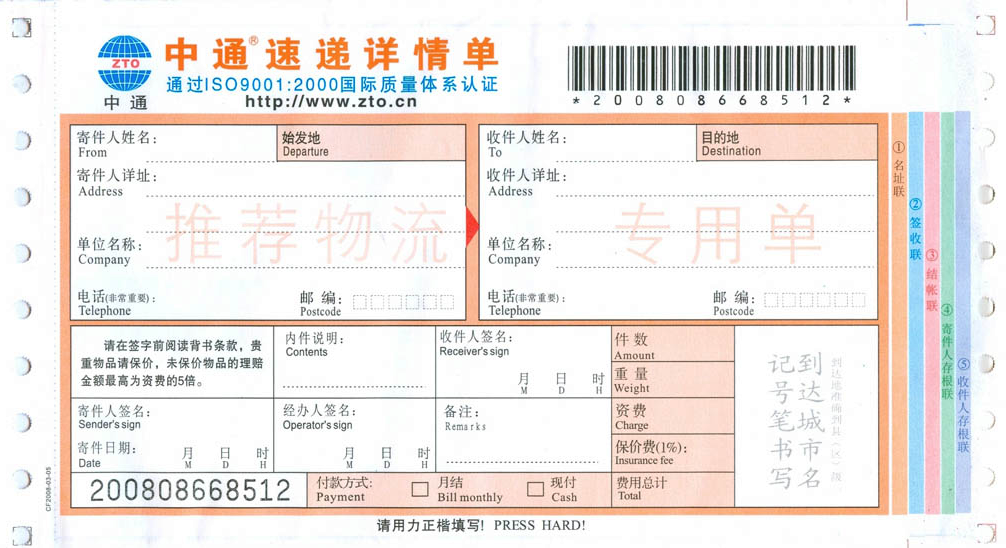 ZTO
中通
中通®速递详情单
通过ISO9001:2000国际质量体系认证
http://www.zto.cn
*200808668512*
寄件人姓名:
From
始发地
Departure
寄件人详址:
Address
单位名称:
Company
电话(非常重要):
Telephone
邮 编:
Postcode
推荐物流
收件人姓名:
To
目的地
Destination
收件人详址:
Address
单位名称:
Company
电话(非常重要):
Telephone
邮 编:
Postcode
专用单
请在签字前阅读背书条款,贵
重物品请保价,未保价物品的理赔
金额最高为资费的5倍。
内件说明:
Contents
收件人签名:
Receiver's sign
月 日 时
M D H
件 数
Amount
重 量
Weight
寄件人签名:
Sender's sign
寄件日期:
Date
月 日 时
M D H
经办人签名:
Operator's sign
月 日 时
M D H
备注:
Remarks
资 费
Charge
保价费(1%):
Insurance fee
200808668512
付款方式:
Payment
月结
Bill monthly
现付
Cash
费用总计
Total
到达地准确到县(区)级
到达城市名
记号笔书写
①名址联
②签收联
③结帐联
④寄件人存根联
⑤收件人存根联
CF2008-03-05
请用力正楷填写! PRESS HARD!